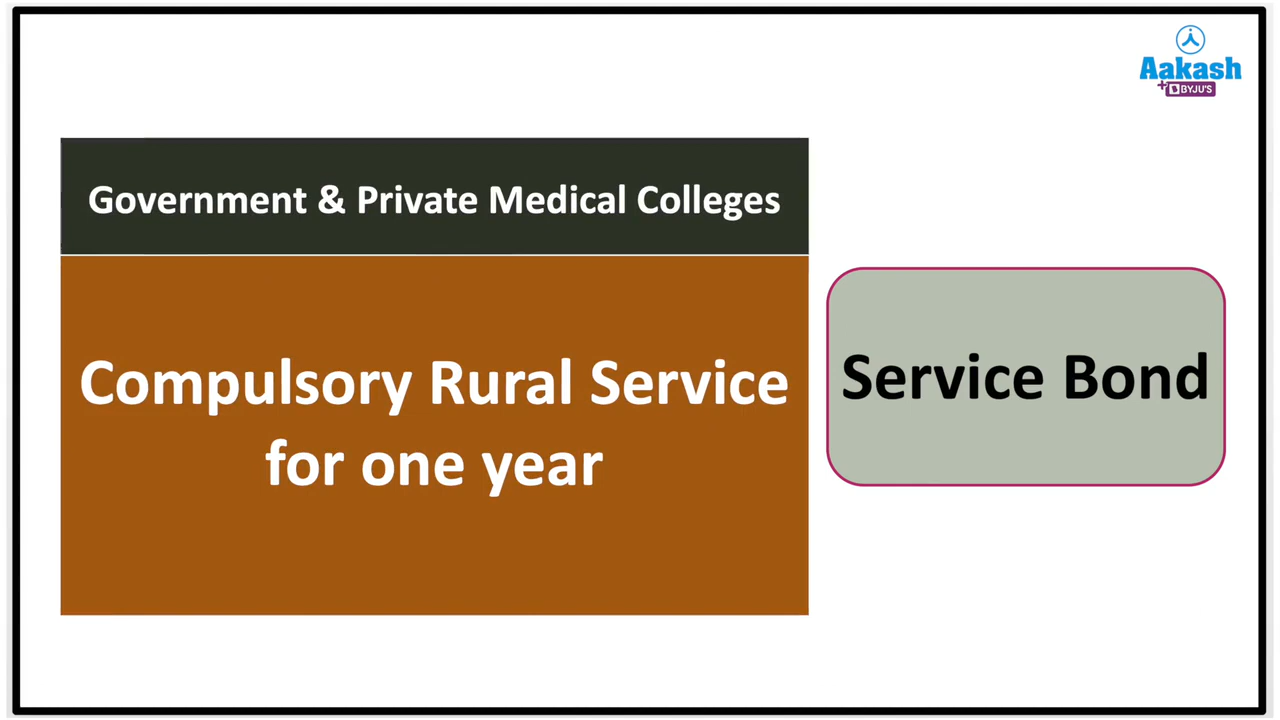 Aakash
+BYJU'S
Government & Private Medical Colleges
Compulsory Rural Service
for one year
Service Bond